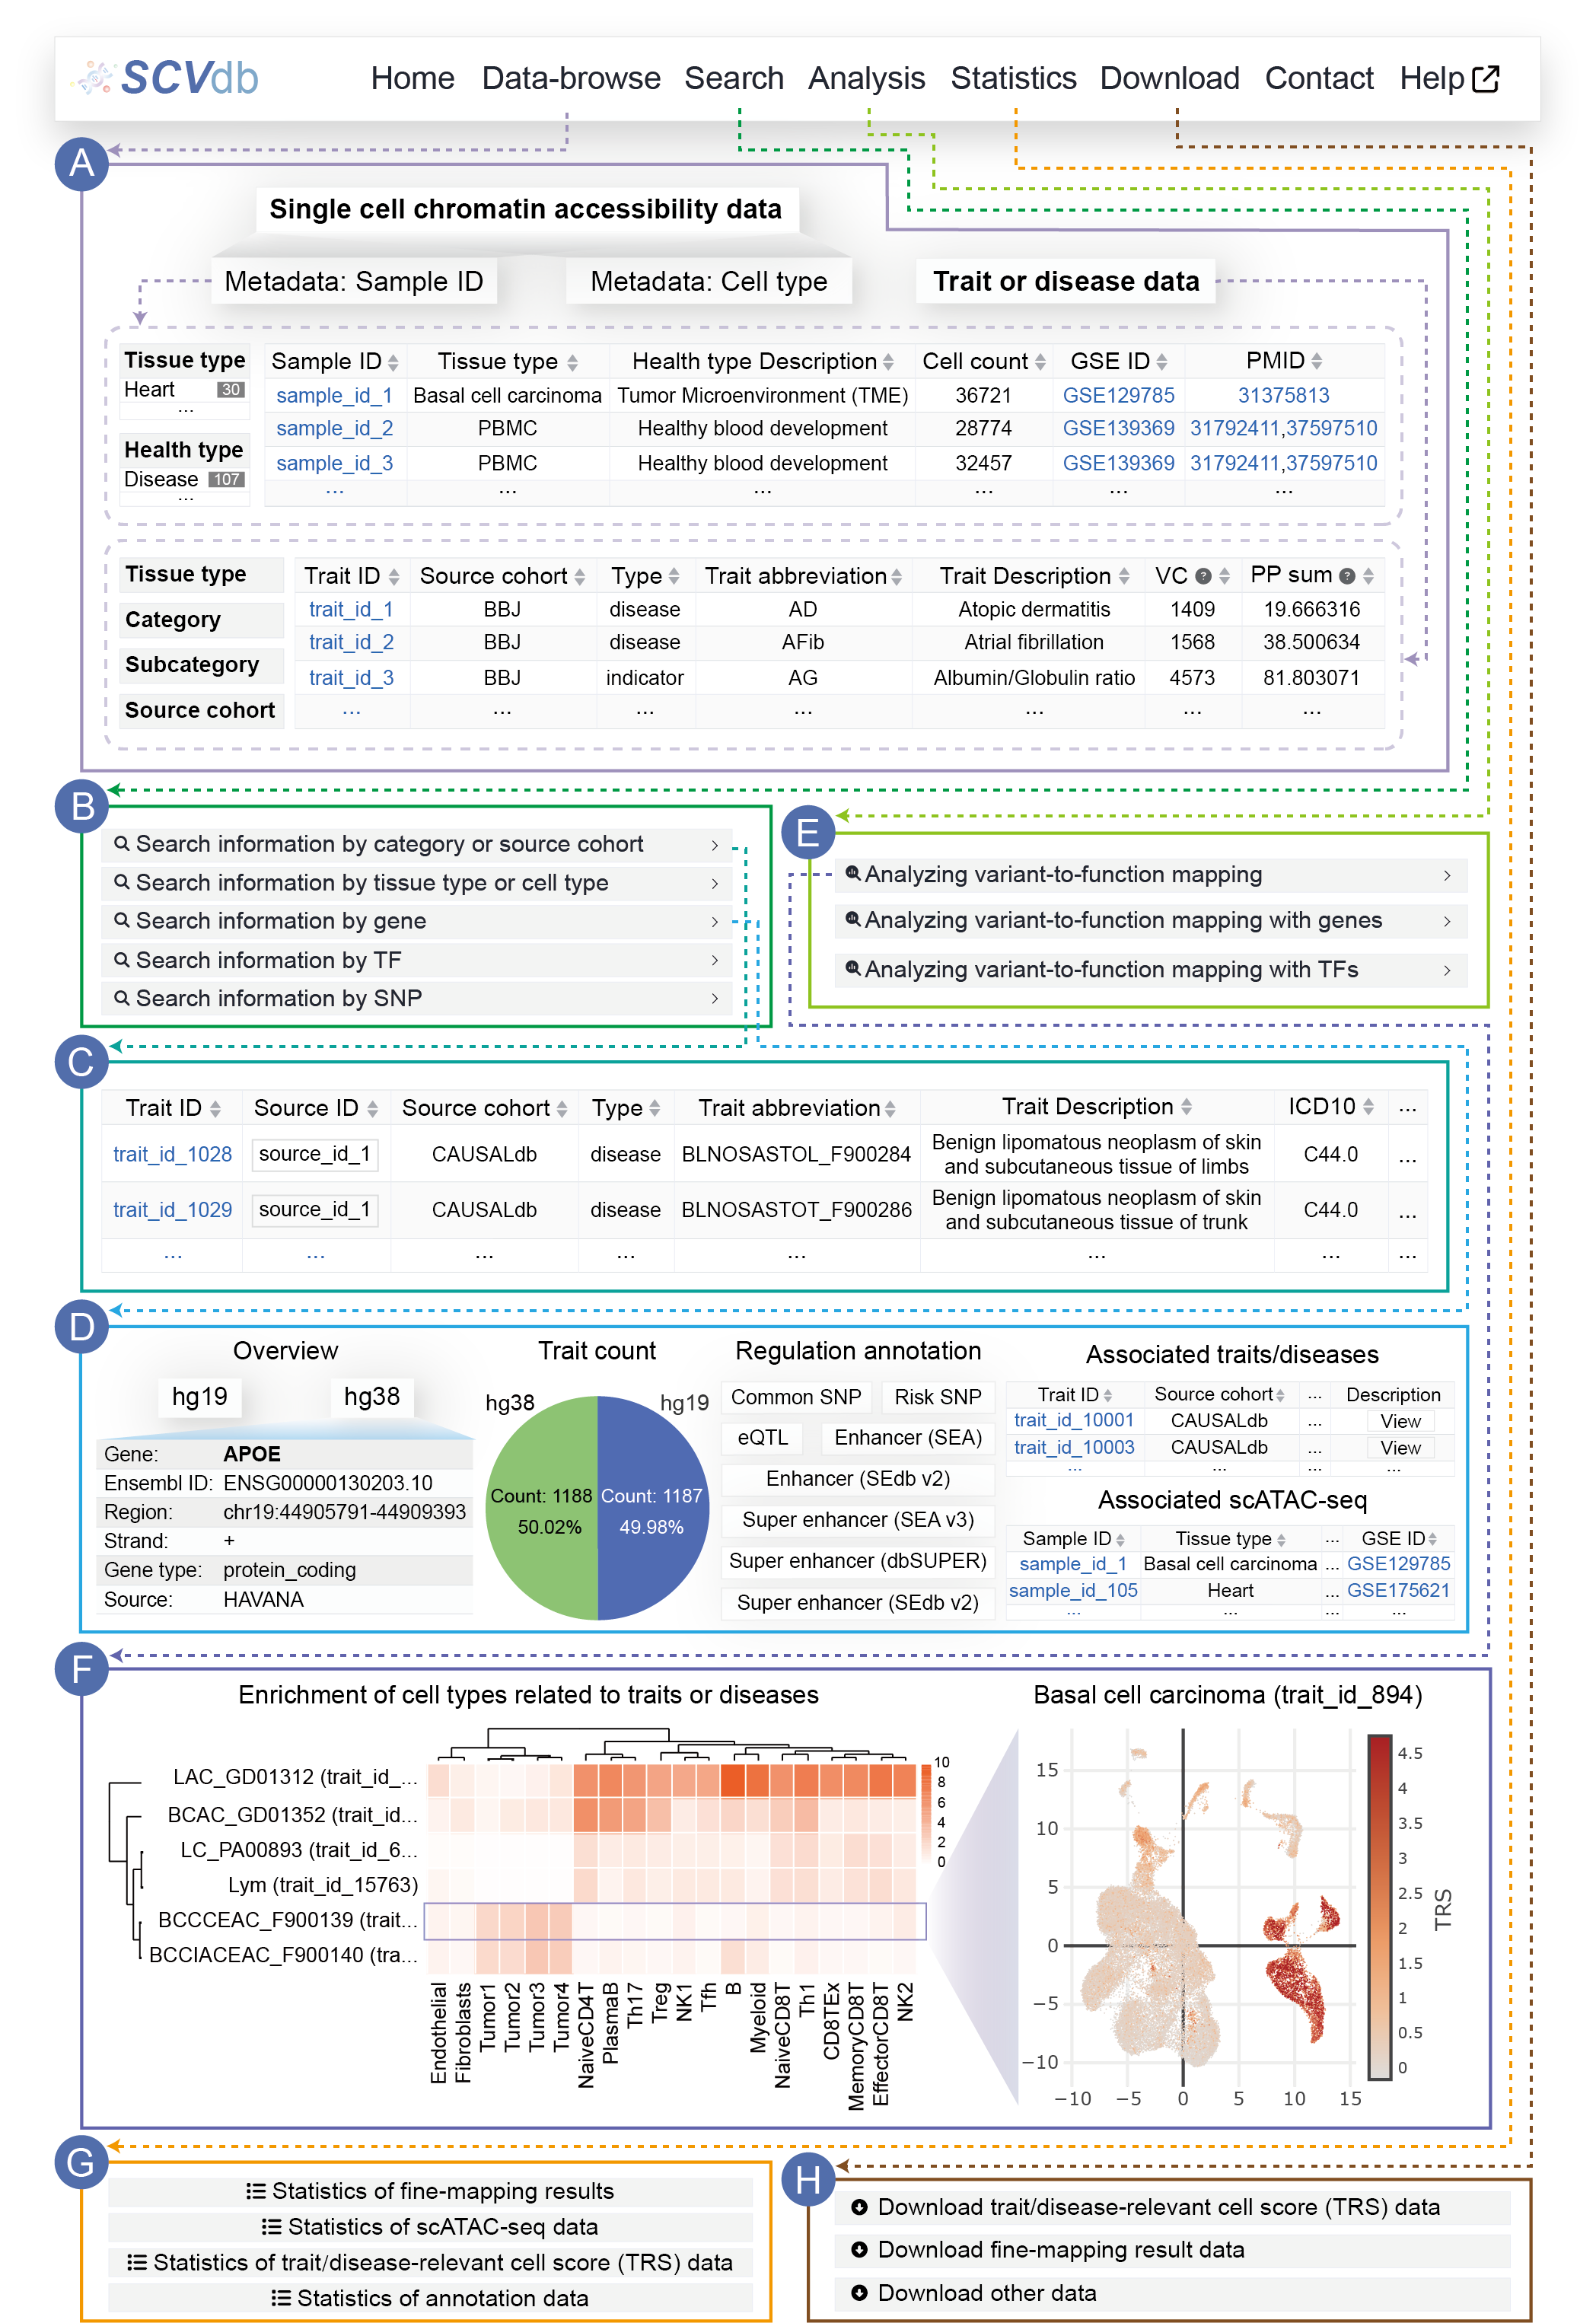 SCVdb Home Data-browse Search Analysis Statistics Download Contact Help
A
Single cell chromatin accessibility data
Metadata: Sample ID Metadata: Cell type Trait or disease data
Tissue type
Heart 30
...
Health type
Disease 107
...
Sample ID Tissue type Health type Description Cell count GSE ID PMID
sample_id_1 Basal cell carcinoma Tumor Microenvironment (TME) 36721 GSE129785 31375813
sample_id_2 PBMC Healthy blood development 28774 GSE139369 31792411,37597510
sample_id_3 PBMC Healthy blood development 32457 GSE139369 31792411,37597510
... ... ... ... ... ...
Tissue type
Category
Subcategory
Source cohort
Trait ID Source cohort Type Trait abbreviation Trait Description VC ? PP sum ?
trait_id_1 BBJ disease AD Atopic dermatitis 1409 19.666316
trait_id_2 BBJ disease AFib Atrial fibrillation 1568 38.500634
trait_id_3 BBJ indicator AG Albumin/Globulin ratio 4573 81.803071
... ... ... ... ... ... ...
B
Search information by category or source cohort
Search information by tissue type or cell type
Search information by gene
Search information by TF
Search information by SNP
E
Analyzing variant-to-function mapping
Analyzing variant-to-function mapping with genes
Analyzing variant-to-function mapping with TFs
C
Trait ID Source ID Source cohort Type Trait abbreviation Trait Description ICD10 ...
trait_id_1028 source_id_1 CAUSALdb disease BLNOSASTOL_F900284 Benign lipomatous neoplasm of skin
and subcutaneous tissue of limbs C44.0 ...
trait_id_1029 source_id_1 CAUSALdb disease BLNOSASTOT_F900286 Benign lipomatous neoplasm of skin
and subcutaneous tissue of trunk C44.0 ...
... ... ... ... ... ... ... ...
D
Overview
hg19 hg38
Gene: APOE
Ensembl ID: ENSG00000130203.10
Region: chr19:44905791-44909393
Strand: +
Gene type: protein_coding
Source: HAVANA
Trait count
hg38 hg19
Count: 1188 Count: 1187
50.02% 49.98%
Regulation annotation
Common SNP Risk SNP
eQTL Enhancer (SEA)
Enhancer (SEdb v2)
Super enhancer (SEA v3)
Super enhancer (dbSUPER)
Super enhancer (SEdb v2)
Associated traits/diseases
Trait ID Source cohort ... Description
trait_id_10001 CAUSALdb ... View
trait_id_10003 CAUSALdb ... View
... ... ... ...
Associated scATAC-seq
Sample ID Tissue type ... GSE ID
sample_id_1 Basal cell carcinoma ... GSE129785
sample_id_105 Heart ... GSE175621
... ... ... ...
F
Enrichment of cell types related to traits or diseases
LAC_GD01312 (trait_id_...
BCAC_GD01352 (trait_id...
LC_PA00893 (trait_id_6...
Lym (trait_id_15763)
BCCCEAC_F900139 (trait...
BCCIACEAC_F900140 (tra...
10
8
6
4
2
0
Endothelial
Fibroblasts
Tumor1
Tumor2
Tumor3
Tumor4
NaiveCD4T
PlasmaB
Th17
Treg
NK1
Tfh
B
Myeloid
NaiveCD8T
Th1
CD8TEx
MemoryCD8T
EffectorCD8T
NK2
Basal cell carcinoma (trait_id_894)
15
10
5
0
−5
−10
−10 −5 0 5 10 15
4.5
4
3.5
3
2.5
2
1.5
1
0.5
0
TRS
G
Statistics of fine-mapping results
Statistics of scATAC-seq data
Statistics of trait/disease-relevant cell score (TRS) data
Statistics of annotation data
H
Download trait/disease-relevant cell score (TRS) data
Download fine-mapping result data
Download other data